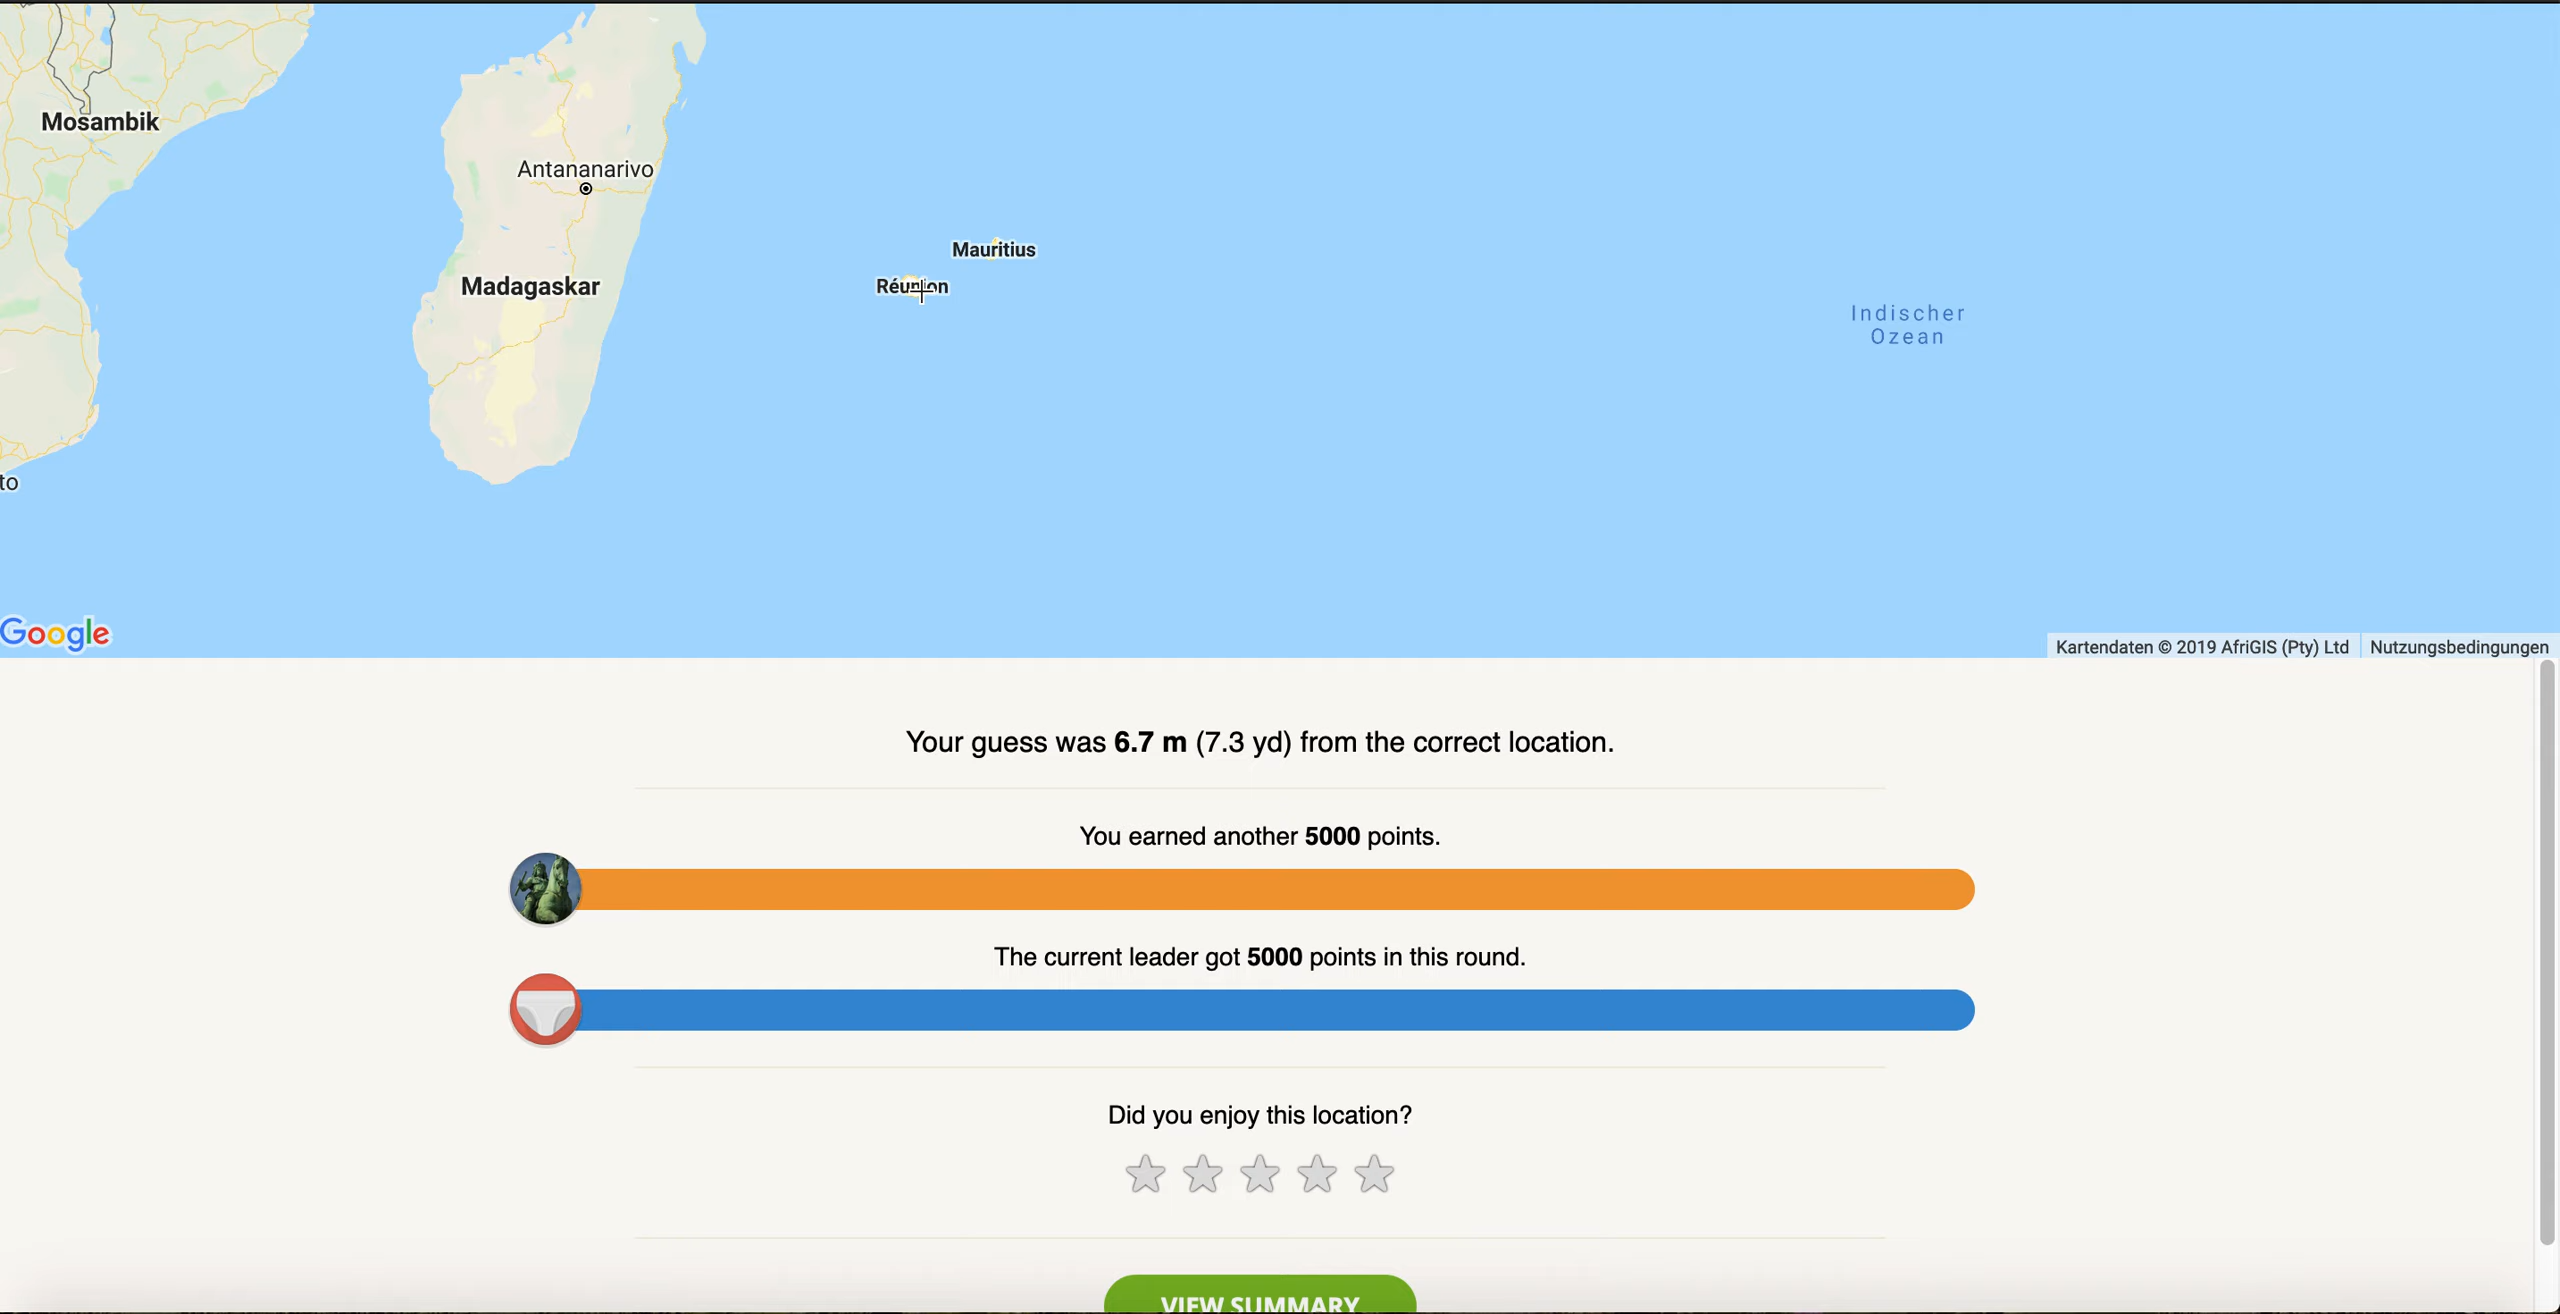 Mosambik
Antananarivo
Mauritius
Madagaskar
Réunion
Indischer
Ozean
to
Google
Kartendaten © 2019 AfriGIS (Pty) Ltd
Nutzungsbedingungen
Your guess was 6.7 m (7.3 yd) from the correct location.
You earned another 5000 points.
The current leader got 5000 points in this round.
Did you enjoy this location?
VIEW SUMMARY